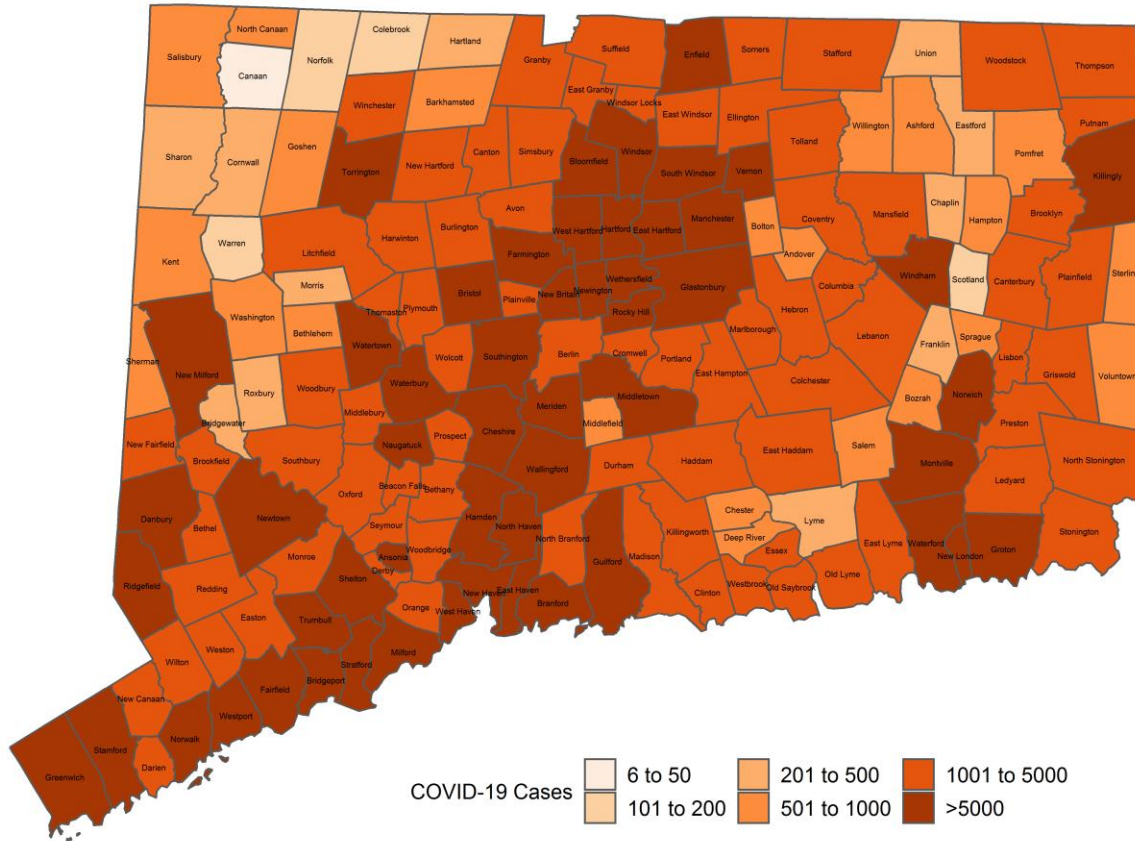 North Canaan
Colebrook
Salisbury
Hartland
Norfolk
Canaan
Suffield
Enfield
Somers
Stafford
Union
Granby
Woodstock
Thompson
East Granby
Windsor Locks
Winchester
Barkhamsted
East Windsor
Ellington
Putnam
Willington
Ashford
Eastford
Sharon
Cornwall
Goshen
Canton
Simsbury
Windsor
Tolland
Pomfret
Torrington
New Hartford
Bloomfield
South Windsor
Vernon
Killingly
Avon
Mansfield
Chaplin
Hampton
Brooklyn
Burlington
Manchester
Coventry
Bolton
West Hartford
Hartford
East Hartford
Warren
Litchfield
Harwinton
Farmington
Andover
Kent
Windham
Scotland
Canterbury
Plainfield
Sterlin
Morris
Bristol
Wethersfield
Glastonbury
Columbia
Newington
New Britain
Plainville
Thomaston
Plymouth
Rocky Hill
Hebron
Washington
Bethlehem
Lebanon
Marlborough
Franklin
Sprague
Watertown
Lisbon
Griswold
Voluntown
Sherman
New Milford
Wolcott
Southington
Berlin
Cromwell
Portland
East Hampton
Colchester
Roxbury
Woodbury
Waterbury
Bozrah
Norwich
Middlebury
Meriden
Middletown
Bridgewater
Middlefield
Preston
New Fairfield
Naugatuck
Prospect
Cheshire
Brookfield
Southbury
Wallingford
Durham
Haddam
East Haddam
Salem
Montville
North Stonington
Oxford
Beacon Falls
Bethany
Ledyard
Danbury
Bethel
Newtown
Chester
Lyme
Seymour
Hamden
North Haven
North Branford
Killingworth
Deep River
Essex
East Lyme
Waterford
New London
Groton
Stonington
Monroe
Woodbridge
Ansonia
Derby
Guilford
Madison
Ridgefield
Redding
Shelton
Orange
West Haven
New Haven
East Haven
Branford
Clinton
Westbrook
Old Saybrook
Old Lyme
Easton
Trumbull
Wilton
Weston
Milford
Stratford
Bridgeport
Fairfield
New Canaan
Westport
Norwalk
Stamford
Darien
Greenwich
COVID-19 Cases
6 to 50
201 to 500
1001 to 5000
101 to 200
501 to 1000
>5000